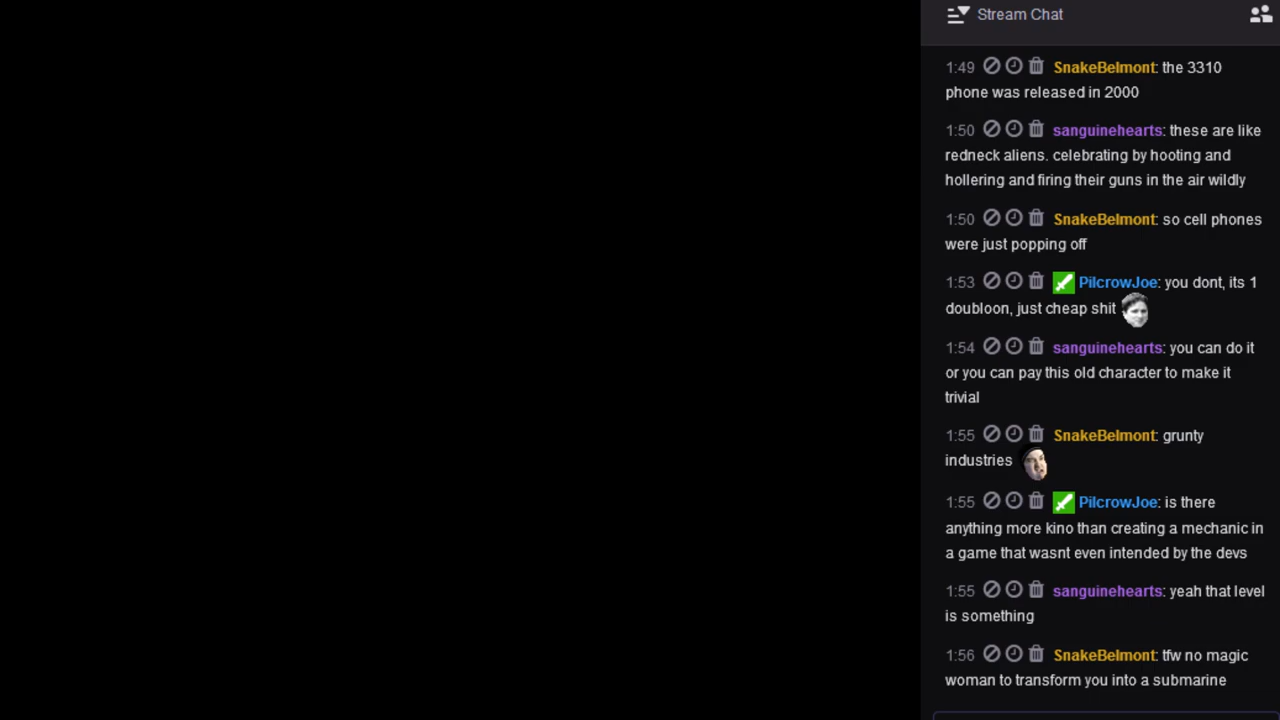 Stream Chat
1:49 SnakeBelmont: the 3310
phone was released in 2000
1:50 sanguinehearts: these are like
redneck aliens. celebrating by hooting and
hollering and firing their guns in the air wildly
1:50 SnakeBelmont: so cell phones
were just popping off
1:53 PilcrowJoe: you dont, its 1
doubloon, just cheap shit
1:54 sanguinehearts: you can do it
or you can pay this old character to make it
trivial
1:55 SnakeBelmont: grunty
industries
1:55 PilcrowJoe: is there
anything more kino than creating a mechanic in
a game that wasnt even intended by the devs
1:55 sanguinehearts: yeah that level
is something
1:56 SnakeBelmont: tfw no magic
woman to transform you into a submarine